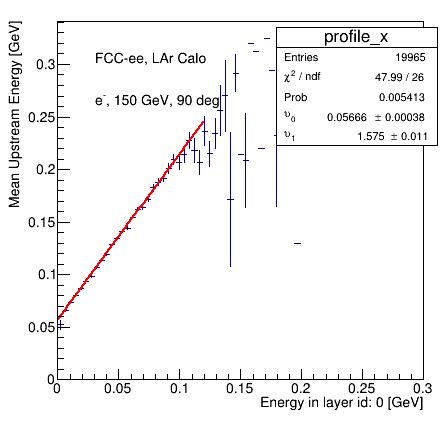 profile_x
Entries 19965
χ² / ndf 47.99 / 26
Prob 0.005413
υ₀ 0.05666 ± 0.00038
υ₁ 1.575 ± 0.011
FCC-ee, LAr Calo
e⁻, 150 GeV, 90 deg
Mean Upstream Energy [GeV]
0.3
0.25
0.2
0.15
0.1
0.05
0
0 0.05 0.1 0.15 0.2 0.25 0.3
Energy in layer id: 0 [GeV]